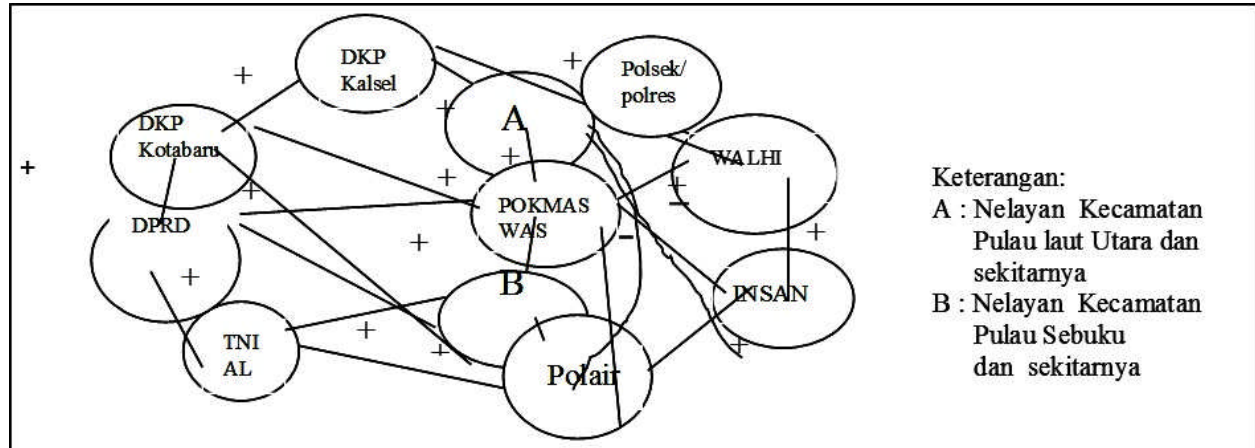 DKP
Kalsel
Polsek/
polres
DKP
Kotabaru
A
WALHI
POKMAS
WAS
DPRD
B
INSAN
TNI
AL
Polair
+
+
+
+
+
+
+
+
+
+
+
+
+
+
-
-
Keterangan:
A : Nelayan Kecamatan
Pulau laut Utara dan
sekitarnya
B : Nelayan Kecamatan
Pulau Sebuku
dan sekitarnya